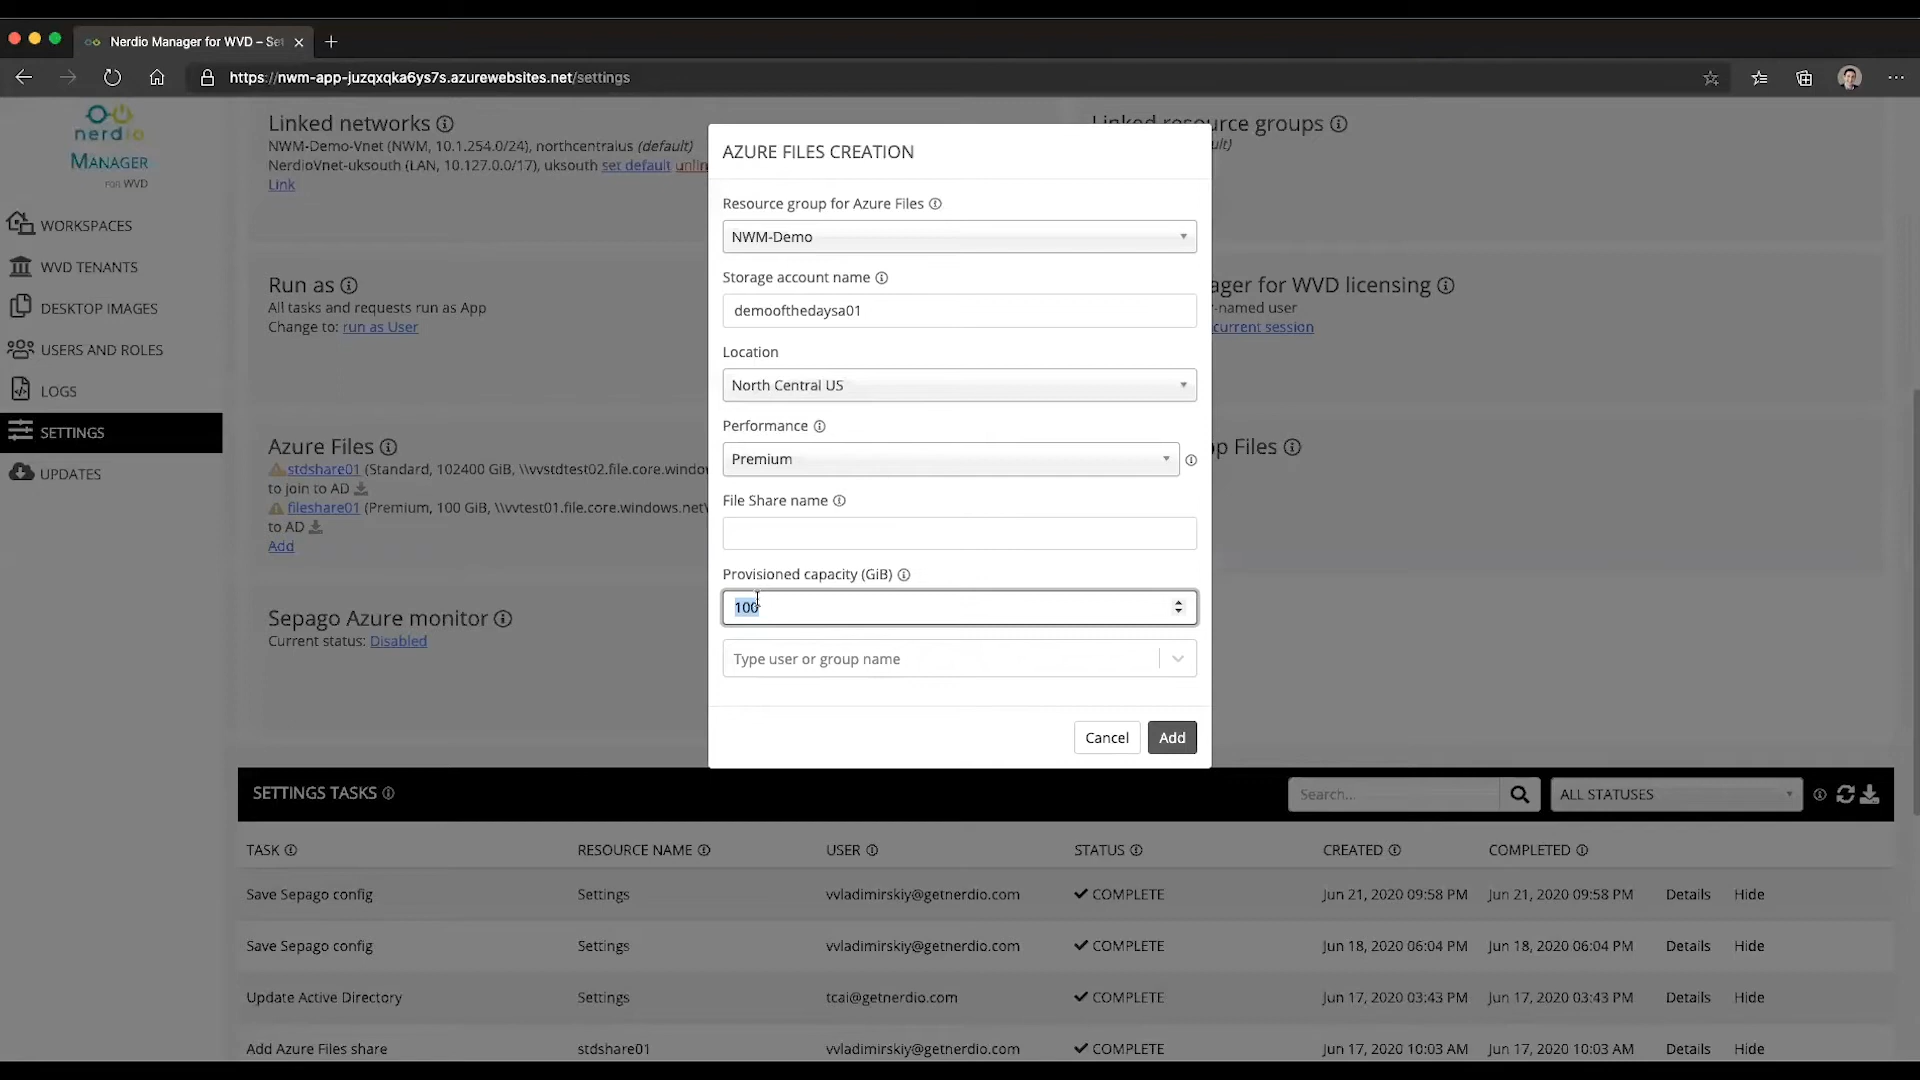 Nerdio Manager for WVD – Set
https://nwm-app-juzqxqka6ys7s.azurewebsites.net/settings
nerdio
MANAGER
FOR WVD
WORKSPACES
WVD TENANTS
DESKTOP IMAGES
USERS AND ROLES
LOGS
SETTINGS
UPDATES
Linked networks
NWM-Demo-Vnet (NWM, 10.1.254.0/24), northcentralus (default)
NerdioVnet-uksouth (LAN, 10.127.0.0/17), uksouth set default unlin
Link
Linked resource groups
ult)
Run as
All tasks and requests run as App
Change to: run as User
ager for WVD licensing
r-named user
current session
Azure Files
stdshare01 (Standard, 102400 GiB, \\vvstdtest02.file.core.windo
to join to AD
fileshare01 (Premium, 100 GiB, \\vvtest01.file.core.windows.net\
to AD
Add
pp Files
Sepago Azure monitor
Current status: Disabled
AZURE FILES CREATION
Resource group for Azure Files
NWM-Demo
Storage account name
demoofthedaysa01
Location
North Central US
Performance
Premium
File Share name
Provisioned capacity (GiB)
100
Type user or group name
Cancel
Add
SETTINGS TASKS
Search...
ALL STATUSES
TASK RESOURCE NAME USER STATUS CREATED COMPLETED
Save Sepago config Settings vvladimirskiy@getnerdio.com COMPLETE Jun 21, 2020 09:58 PM Jun 21, 2020 09:58 PM Details Hide
Save Sepago config Settings vvladimirskiy@getnerdio.com COMPLETE Jun 18, 2020 06:04 PM Jun 18, 2020 06:04 PM Details Hide
Update Active Directory Settings tcai@getnerdio.com COMPLETE Jun 17, 2020 03:43 PM Jun 17, 2020 03:43 PM Details Hide
Add Azure Files share stdshare01 vvladimirskiy@getnerdio.com COMPLETE Jun 17, 2020 10:03 AM Jun 17, 2020 10:03 AM Details Hide